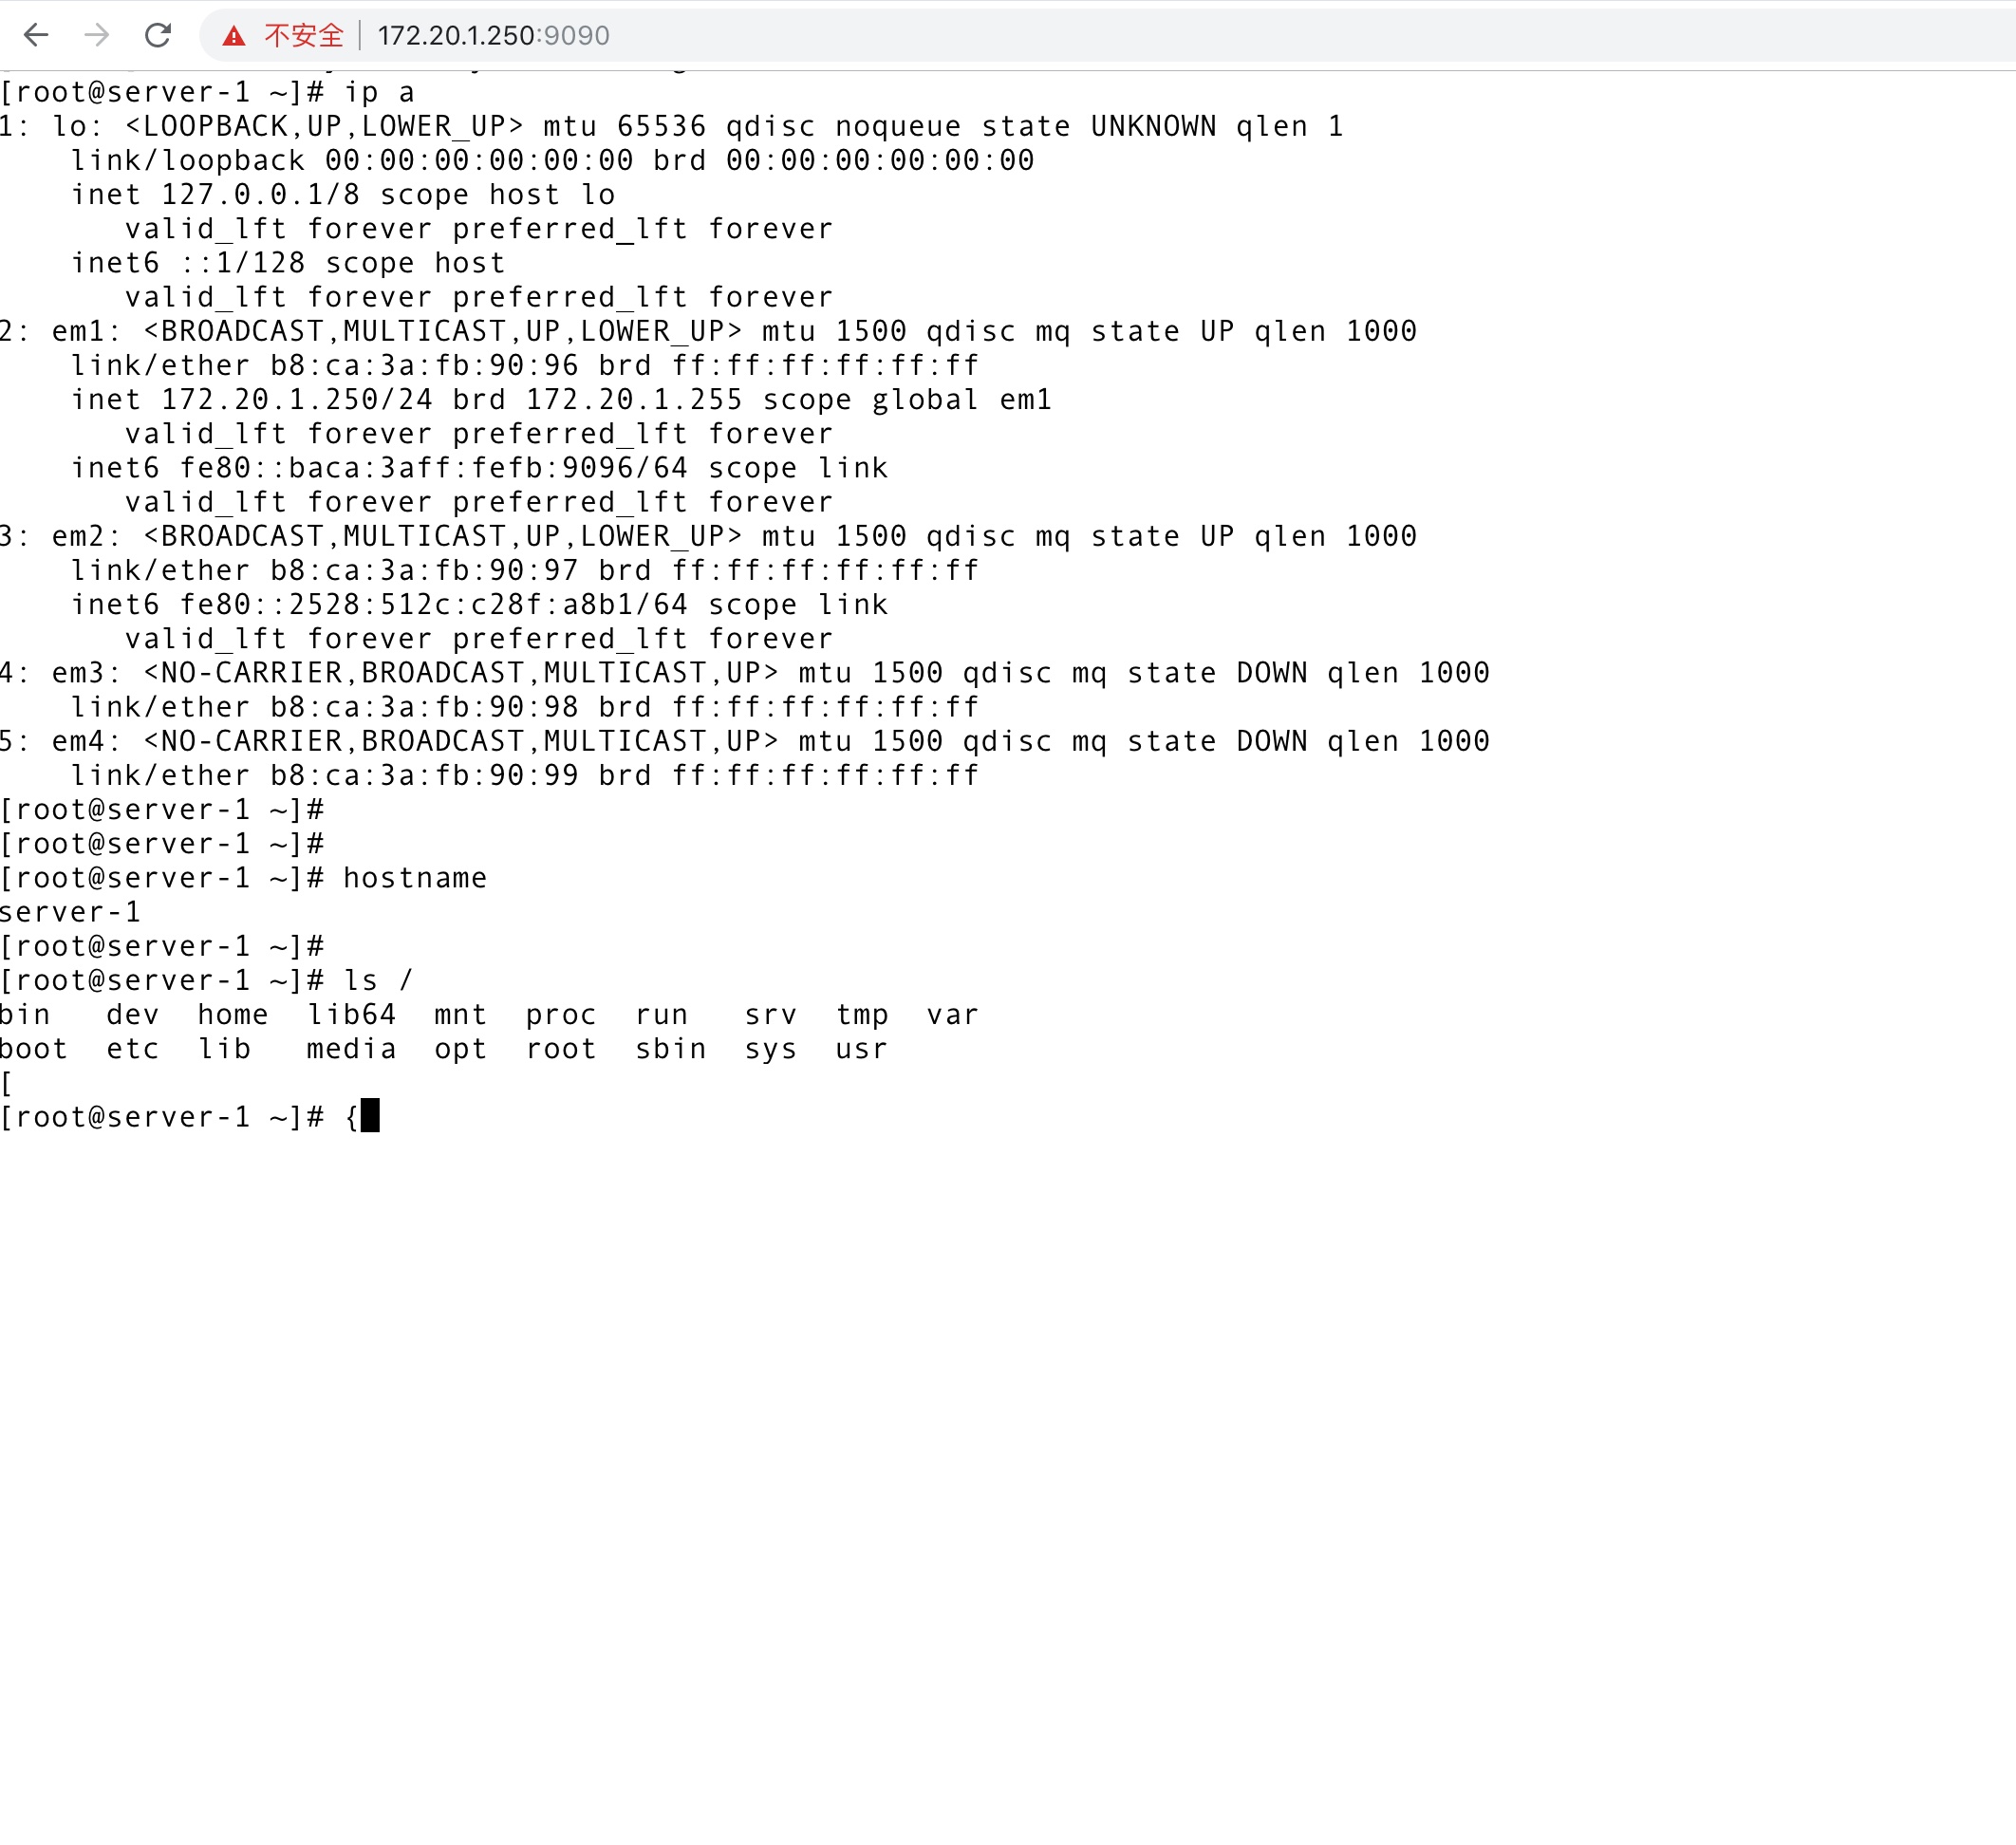 不安全 172.20.1.250:9090
[root@server-1 ~]# ip a
1: lo: <LOOPBACK,UP,LOWER_UP> mtu 65536 qdisc noqueue state UNKNOWN qlen 1
    link/loopback 00:00:00:00:00:00 brd 00:00:00:00:00:00
    inet 127.0.0.1/8 scope host lo
       valid_lft forever preferred_lft forever
    inet6 ::1/128 scope host
       valid_lft forever preferred_lft forever
2: em1: <BROADCAST,MULTICAST,UP,LOWER_UP> mtu 1500 qdisc mq state UP qlen 1000
    link/ether b8:ca:3a:fb:90:96 brd ff:ff:ff:ff:ff:ff
    inet 172.20.1.250/24 brd 172.20.1.255 scope global em1
       valid_lft forever preferred_lft forever
    inet6 fe80::baca:3aff:fefb:9096/64 scope link
       valid_lft forever preferred_lft forever
3: em2: <BROADCAST,MULTICAST,UP,LOWER_UP> mtu 1500 qdisc mq state UP qlen 1000
    link/ether b8:ca:3a:fb:90:97 brd ff:ff:ff:ff:ff:ff
    inet6 fe80::2528:512c:c28f:a8b1/64 scope link
       valid_lft forever preferred_lft forever
4: em3: <NO-CARRIER,BROADCAST,MULTICAST,UP> mtu 1500 qdisc mq state DOWN qlen 1000
    link/ether b8:ca:3a:fb:90:98 brd ff:ff:ff:ff:ff:ff
5: em4: <NO-CARRIER,BROADCAST,MULTICAST,UP> mtu 1500 qdisc mq state DOWN qlen 1000
    link/ether b8:ca:3a:fb:90:99 brd ff:ff:ff:ff:ff:ff
[root@server-1 ~]#
[root@server-1 ~]#
[root@server-1 ~]# hostname
server-1
[root@server-1 ~]#
[root@server-1 ~]# ls /
bin   dev  home  lib64  mnt  proc  run   srv  tmp  var
boot  etc  lib   media  opt  root  sbin  sys  usr
[
[root@server-1 ~]# {